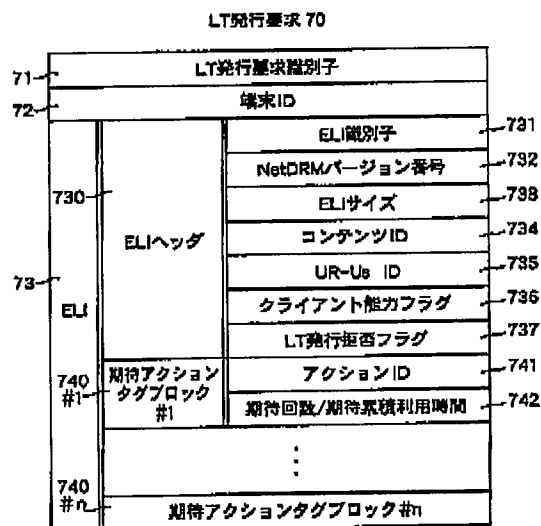 LT発行要求 70
71
LT発行要求識別子
72
端末ID
73
ELI
730
ELIヘッダ
ELI識別子
731
NetDRMバージョン番号
732
ELIサイズ
733
コンテンツID
734
UR-Us ID
735
クライアント能力フラグ
736
LT発行拒否フラグ
737
740
#1
期待アクション
タグブロック
#1
アクションID
741
期待回数/期待累積利用時間
742
⋮
740
#n
期待アクションタグブロック#n